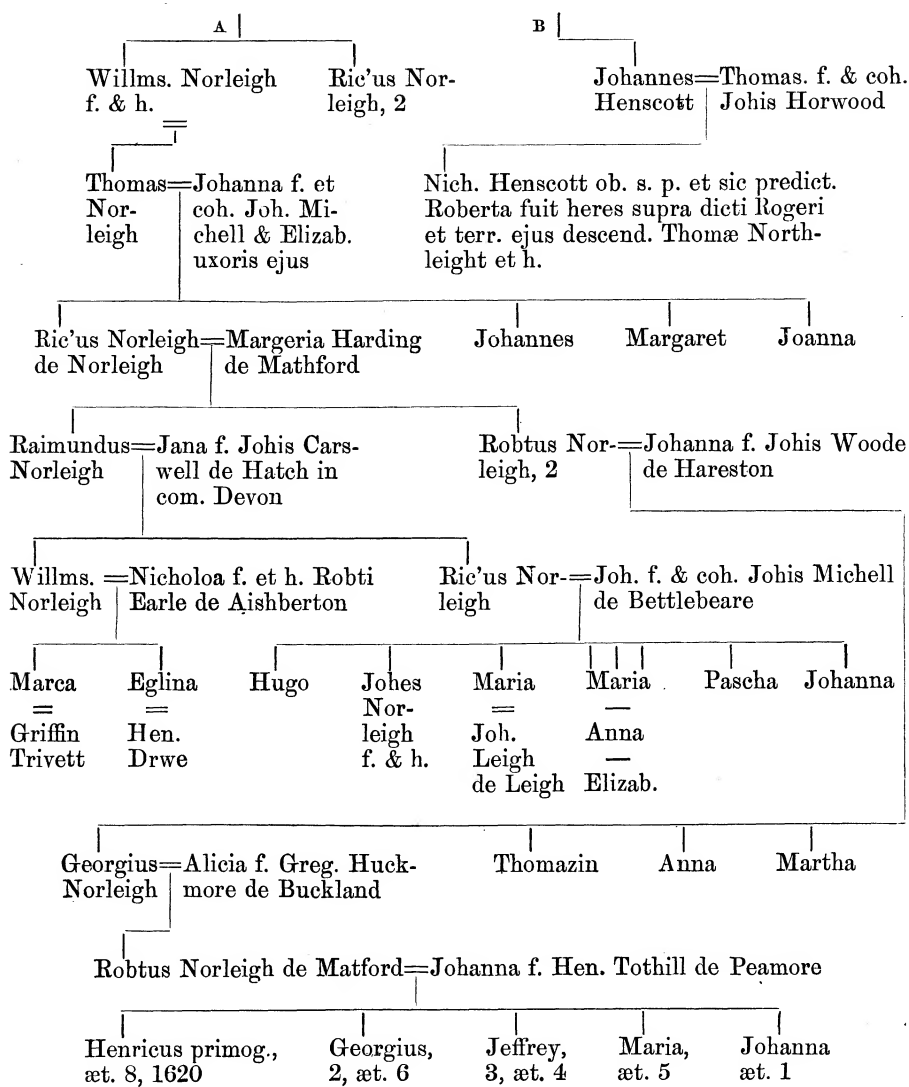 A B
Willms. Norleigh
f. & h.
Ric'us Nor-
leigh, 2
Johannes=Thomas. f. & coh.
Henscott Johis Horwood
Thomas=Johanna f. et
Nor- coh. Joh. Mi-
leigh chell & Elizab.
uxoris ejus
Nich. Henscott ob. s. p. et sic predict.
Roberta fuit heres supra dicti Rogeri
et terr. ejus descend. Thomæ North-
leight et h.
Ric'us Norleigh=Margeria Harding
de Norleigh de Mathford
Johannes
Margaret
Joanna
Raimundus=Jana f. Johis Cars-
Norleigh well de Hatch in
com. Devon
Robtus Nor-=Johanna f. Johis Woode
leigh, 2 de Hareston
Willms. =Nicholoa f. et h. Robti
Norleigh Earle de Aishberton
Ric'us Nor-=Joh. f. & coh. Johis Michell
leigh de Bettlebeare
Marca
=
Griffin
Trivett
Eglina
=
Hen.
Drwe
Hugo
Johes
Nor-
leigh
f. & h.
Maria
=
Joh.
Leigh
de Leigh
Maria
—
Anna
—
Elizab.
Pascha
Johanna
Georgius=Alicia f. Greg. Huck-
Norleigh more de Buckland
Thomazin
Anna
Martha
Robtus Norleigh de Matford=Johanna f. Hen. Tothill de Peamore
Henricus primog.,
æt. 8, 1620
Georgius,
2, æt. 6
Jeffrey,
3, æt. 4
Maria,
æt. 5
Johanna
æt. 1